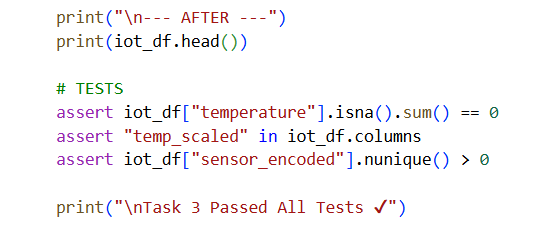 print("\n--- AFTER ---")
print(iot_df.head())
# TESTS
assert iot_df["temperature"].isna().sum() == 0
assert "temp_scaled" in iot_df.columns
assert iot_df["sensor_encoded"].nunique() > 0
print("\nTask 3 Passed All Tests ✔")